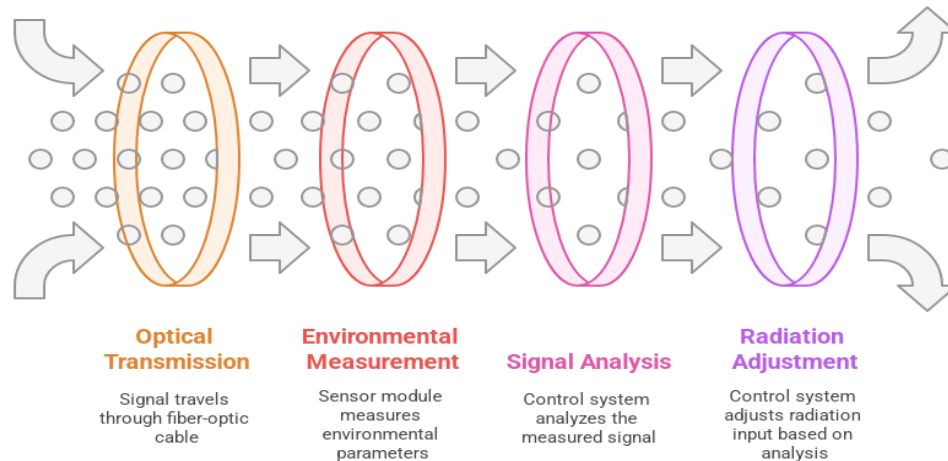 Optical
Transmission
Signal travels
through fiber-optic
cable
Environmental
Measurement
Sensor module
measures
environmental
parameters
Signal Analysis
Control system
analyzes the
measured signal
Radiation
Adjustment
Control system
adjusts radiation
input based on
analysis